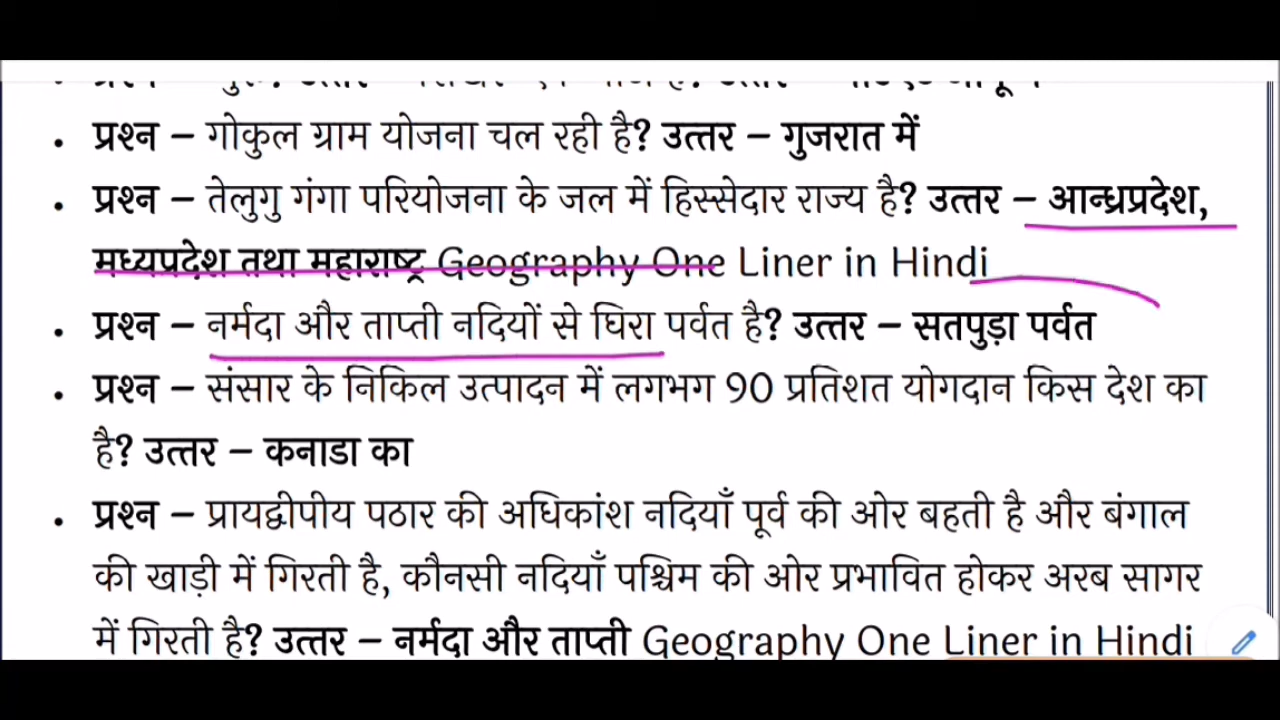 • प्रश्न – गोकुल ग्राम योजना चल रही है? उत्तर – गुजरात में
• प्रश्न – तेलुगु गंगा परियोजना के जल में हिस्सेदार राज्य है? उत्तर – आन्ध्रप्रदेश,
मध्यप्रदेश तथा महाराष्ट्र Geography One Liner in Hindi
• प्रश्न – नर्मदा और ताप्ती नदियों से घिरा पर्वत है? उत्तर – सतपुड़ा पर्वत
• प्रश्न – संसार के निकिल उत्पादन में लगभग 90 प्रतिशत योगदान किस देश का
है? उत्तर – कनाडा का
• प्रश्न – प्रायद्वीपीय पठार की अधिकांश नदियाँ पूर्व की ओर बहती है और बंगाल
की खाड़ी में गिरती है, कौनसी नदियाँ पश्चिम की ओर प्रभावित होकर अरब सागर
में गिरती है? उत्तर – नर्मदा और ताप्ती Geography One Liner in Hindi